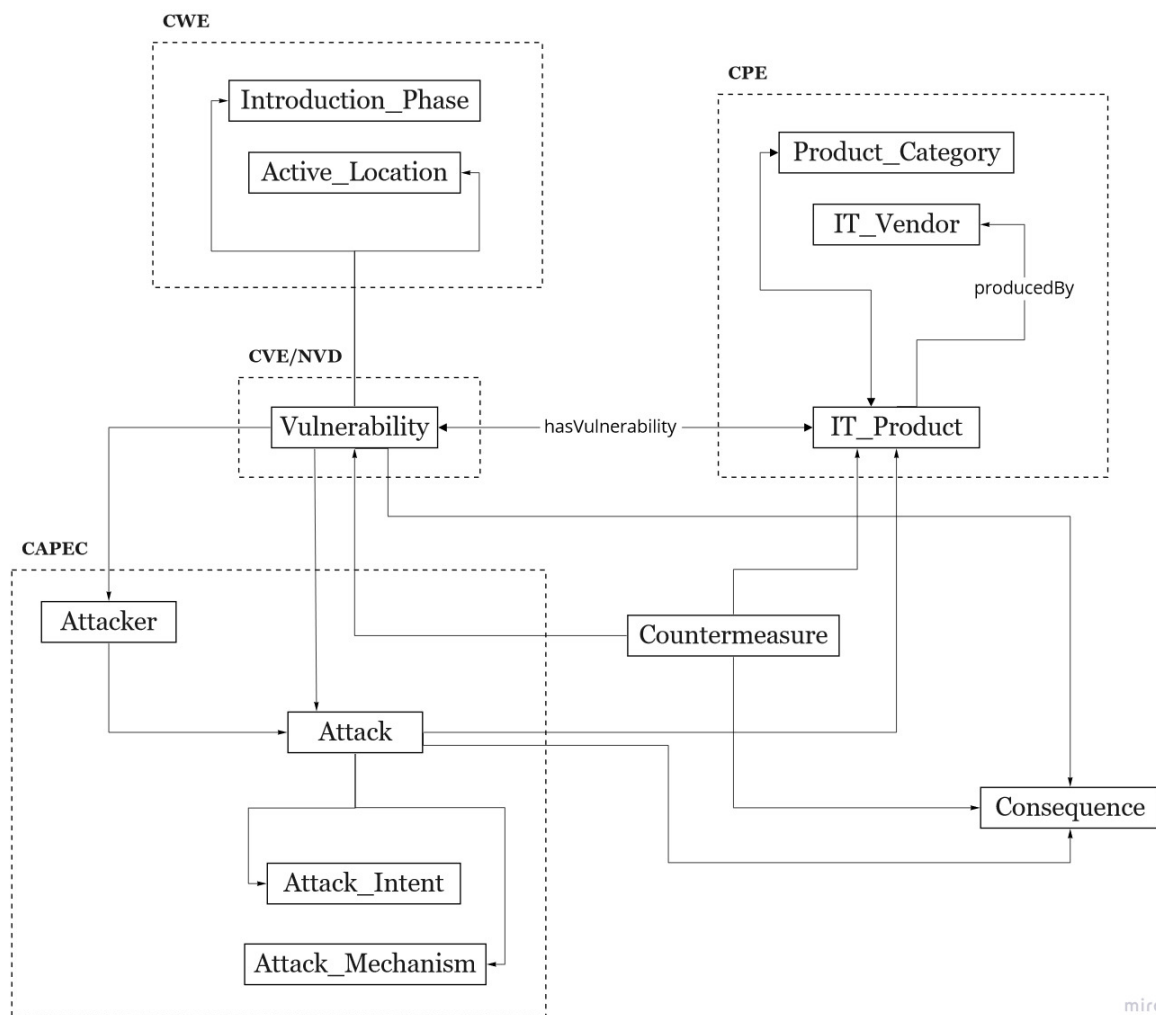 CWE
Introduction_Phase
Active_Location
CPE
Product_Category
IT_Vendor
producedBy
CVE/NVD
Vulnerability
hasVulnerability
IT_Product
CAPEC
Attacker
Countermeasure
Attack
Consequence
Attack_Intent
Attack_Mechanism